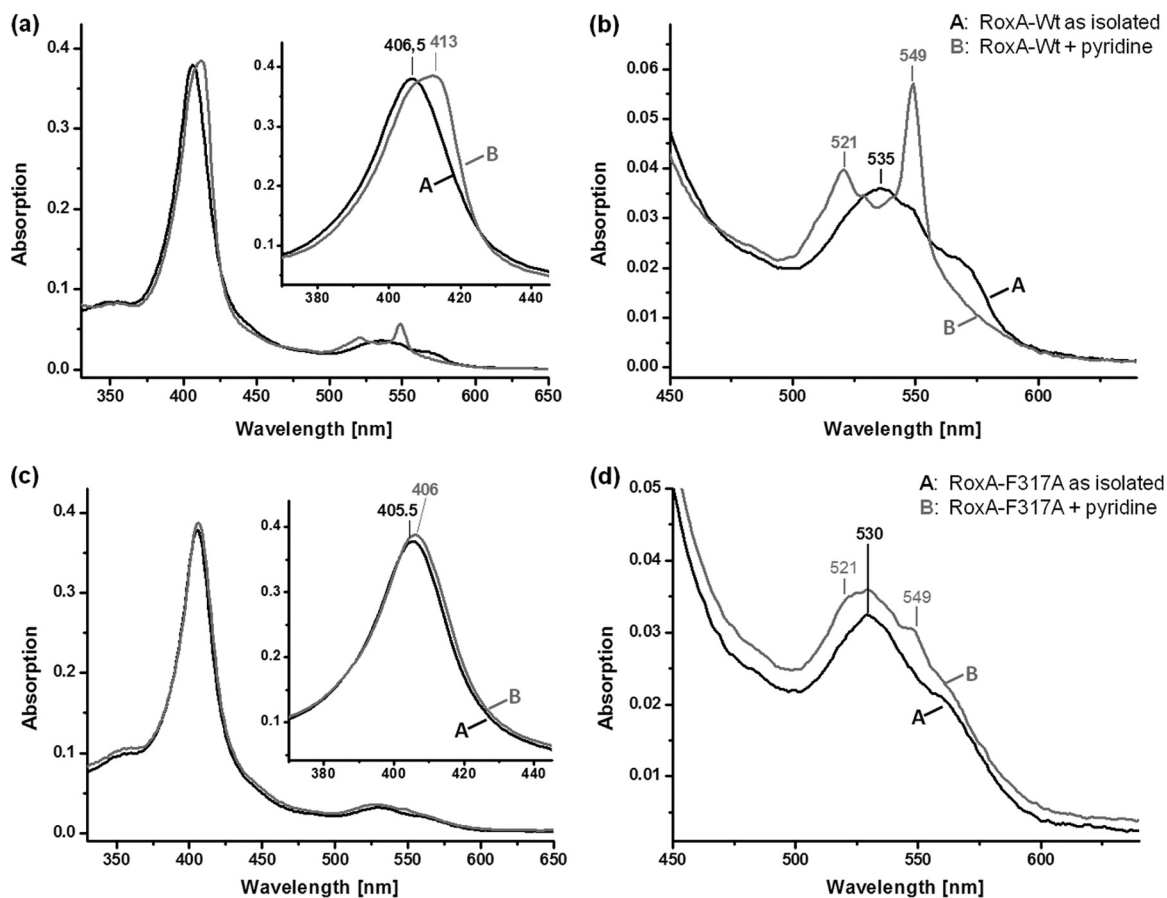 (a)
0.4
0.3
0.2
0.1
0.0
Absorption
350 400 450 500 550 600 650
Wavelength [nm]
406,5 413
0.4
0.3
0.2
0.1
380 400 420 440
A
B
(b)
A: RoxA-Wt as isolated
B: RoxA-Wt + pyridine
0.06
0.05
0.04
0.03
0.02
0.01
0.00
Absorption
450 500 550 600
Wavelength [nm]
521
535
549
A
B
(c)
0.4
0.3
0.2
0.1
0.0
Absorption
350 400 450 500 550 600 650
Wavelength [nm]
405.5 406
0.4
0.3
0.2
0.1
380 400 420 440
A
B
(d)
A: RoxA-F317A as isolated
B: RoxA-F317A + pyridine
0.05
0.04
0.03
0.02
0.01
Absorption
450 500 550 600
Wavelength [nm]
521
530
549
A
B